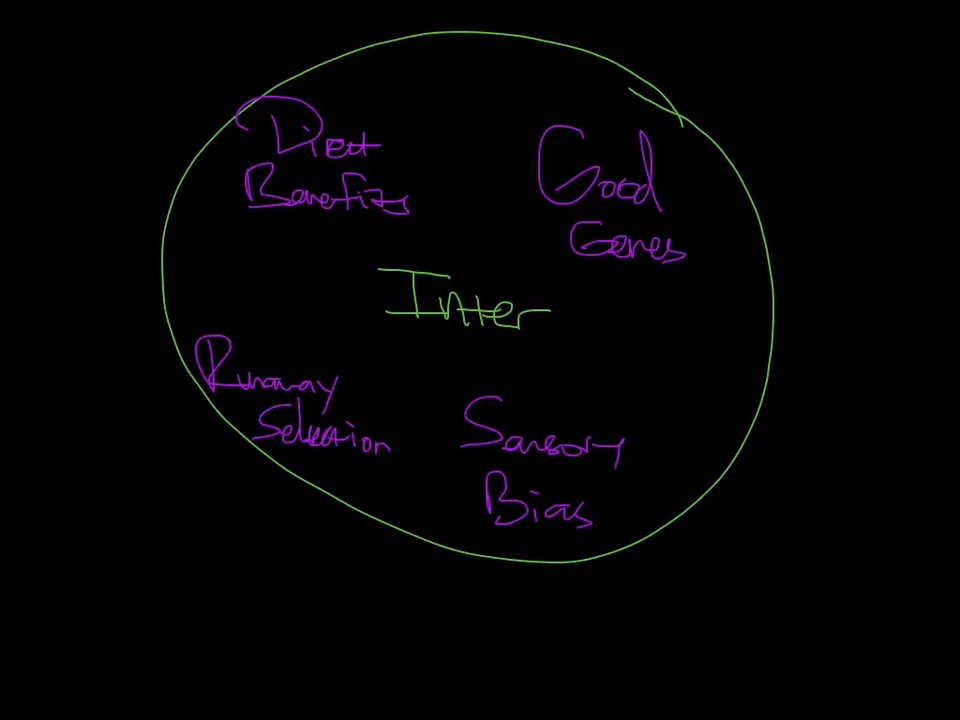 Direct
Benefits
Good
Genes
Inter
Runaway
Selection
Sensory
Bias